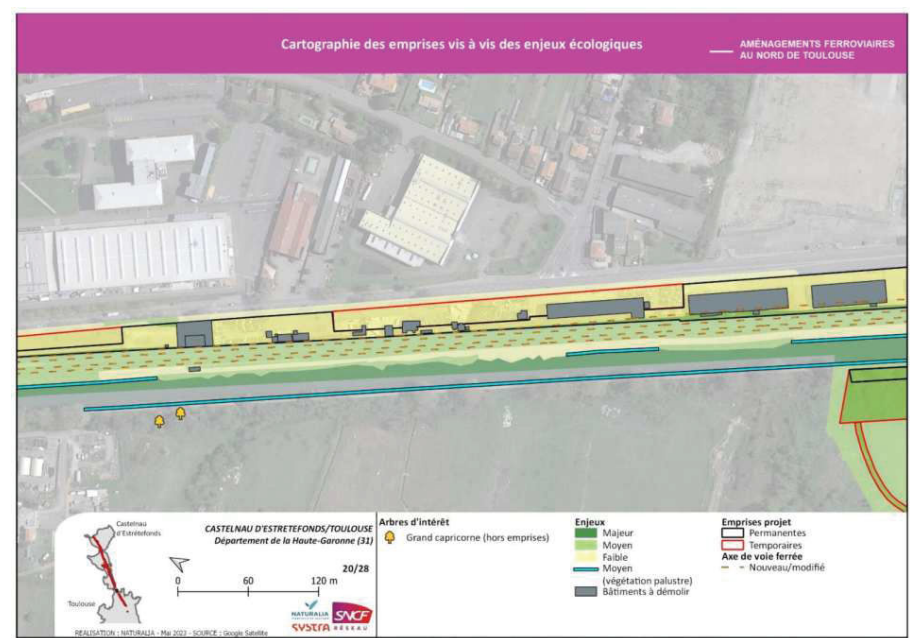 Cartographie des emprises vis à vis des enjeux écologiques
AMÉNAGEMENTS FERROVIAIRES
AU NORD DE TOULOUSE
Castelnau
d'Estrétefonds
Toulouse
CASTELNAU D'ESTRETEFONDS/TOULOUSE
Département de la Haute-Garonne (31)
20/28
0 60 120 m
NATURALIA
SYSTRA
SNCF
RÉSEAU
REALISATION : NATURALIA - Mai 2023 - SOURCE : Google Satellite
Arbres d'intérêt
Grand capricorne (hors emprises)
Enjeux
Majeur
Moyen
Faible
Moyen
(végétation palustre)
Bâtiments à démolir
Emprises projet
Permanentes
Temporaires
Axe de voie ferrée
Nouveau/modifié